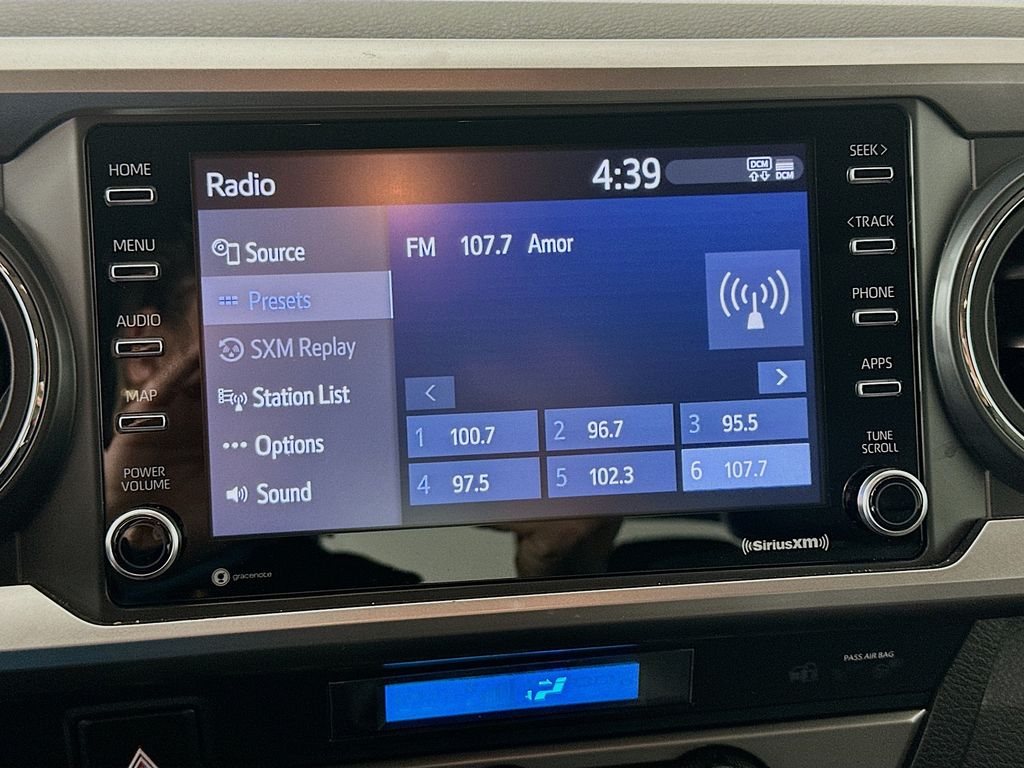 HOME
MENU
AUDIO
MAP
POWER
VOLUME
Radio
4:39
DCM
DCM
Source
Presets
SXM Replay
Station List
Options
Sound
FM 107.7 Amor
<
>
1 100.7
2 96.7
3 95.5
4 97.5
5 102.3
6 107.7
SEEK >
< TRACK
PHONE
APPS
TUNE
SCROLL
gracenote
((SiriusXM))
PASS AIR BAG